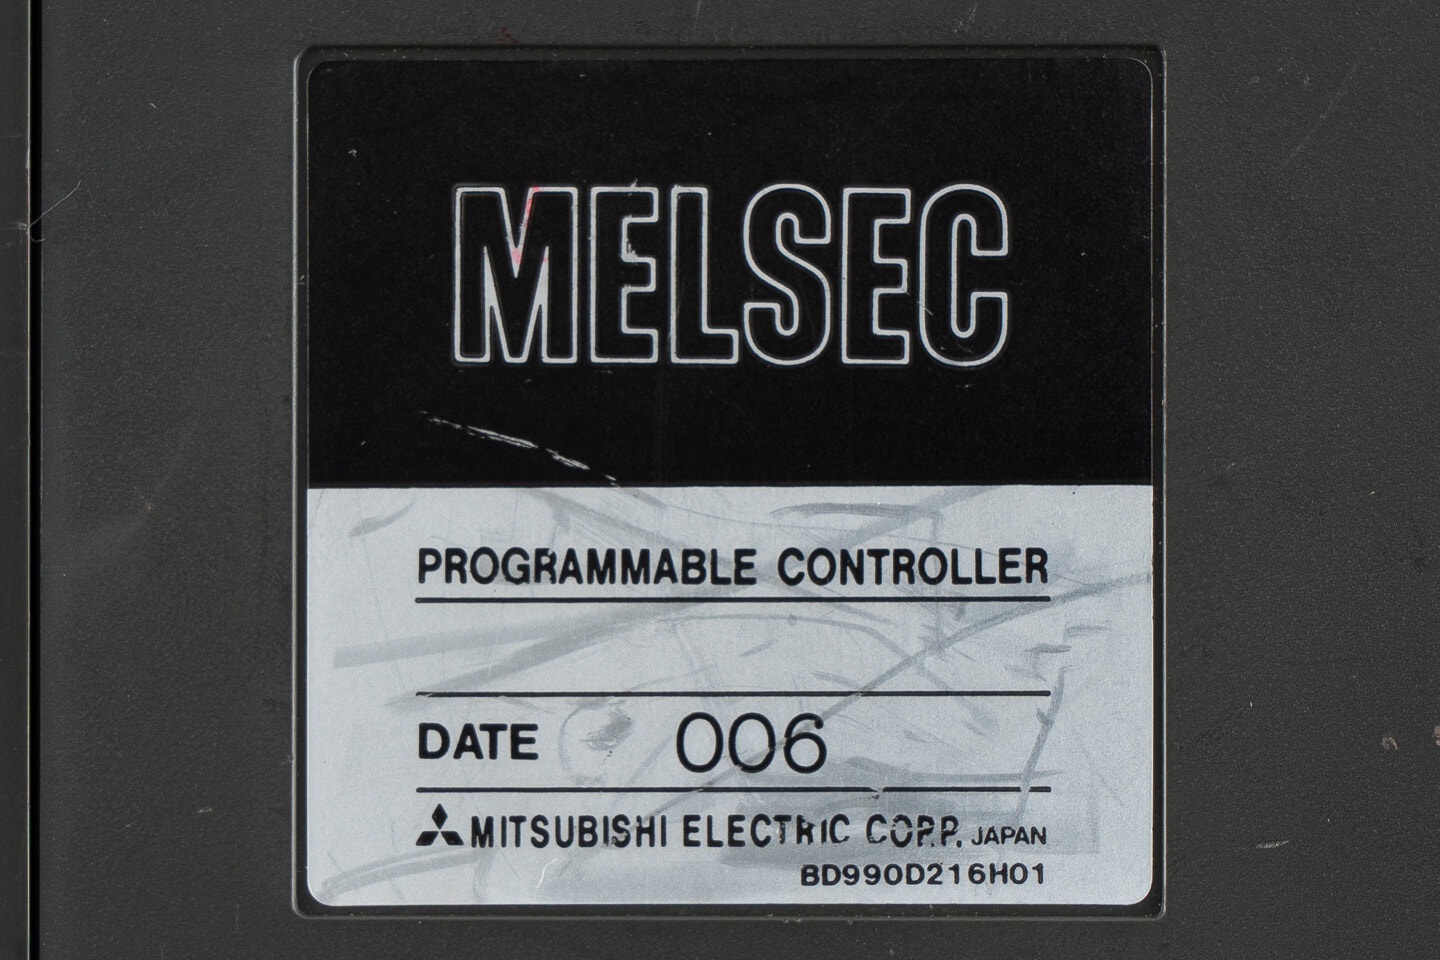 MELSEC
PROGRAMMABLE CONTROLLER
DATE 006
MITSUBISHI ELECTRIC CORP. JAPAN
BD990D216H01